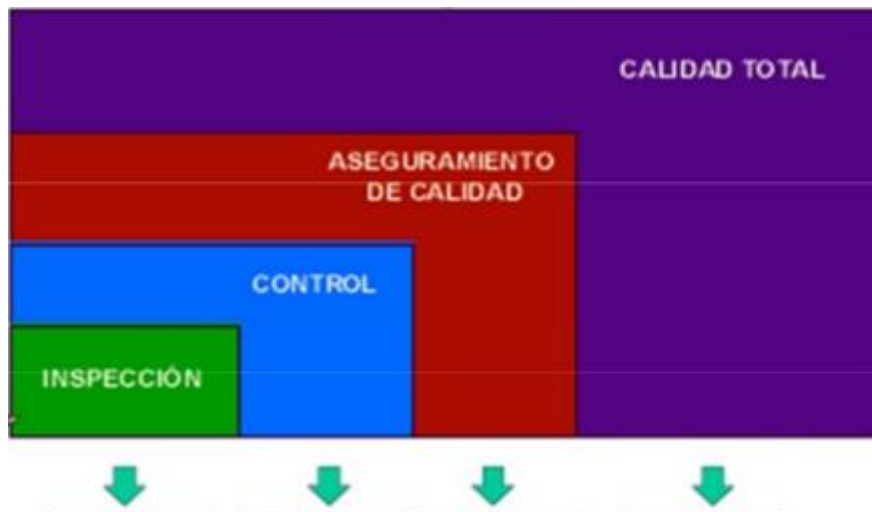 CALIDAD TOTAL
ASEGURAMIENTO
DE CALIDAD
CONTROL
INSPECCIÓN